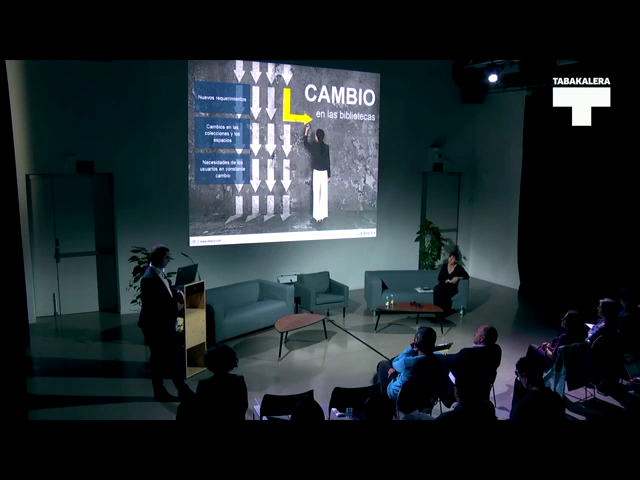 TABAKALERA
CAMBIO
en las bibliotecas
Nuevos requerimientos
Cambios en las
colecciones y los
espacios
Necesidades de los
usuarios en constante
cambio